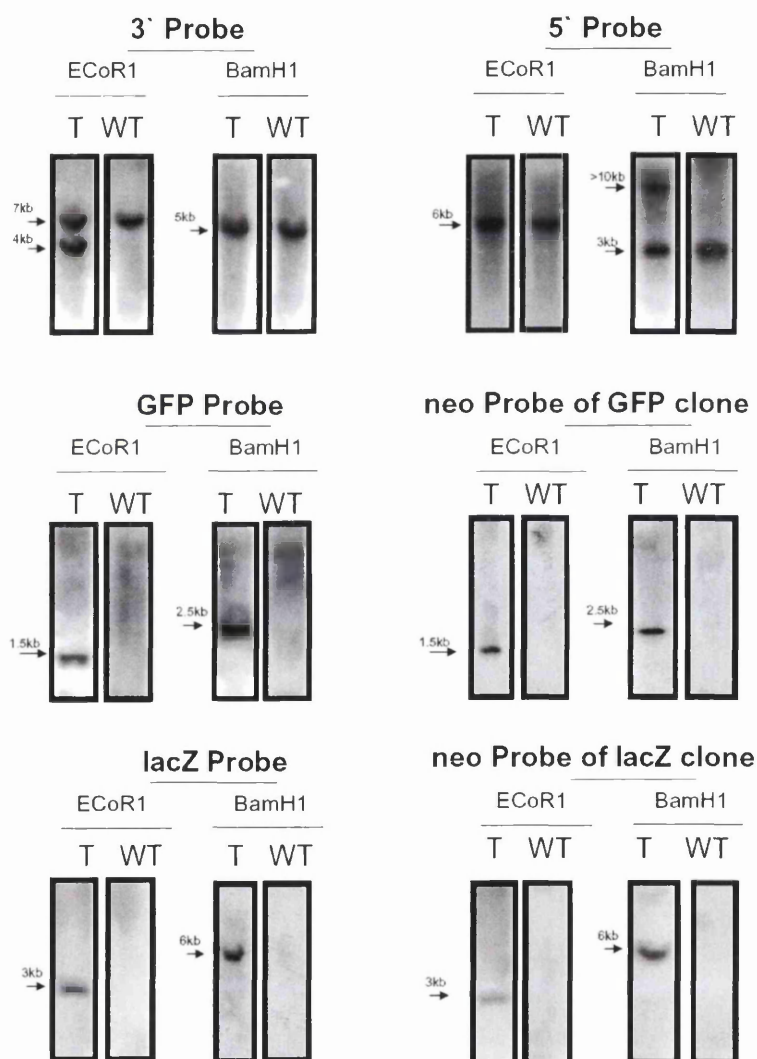 3` Probe
ECoR1 BamH1
T WT T WT
7kb
4kb
5kb
5` Probe
ECoR1 BamH1
T WT T WT
6kb
>10kb
3kb
GFP Probe
ECoR1 BamH1
T WT T WT
1.5kb
2.5kb
neo Probe of GFP clone
ECoR1 BamH1
T WT T WT
1.5kb
2.5kb
lacZ Probe
ECoR1 BamH1
T WT T WT
3kb
6kb
neo Probe of lacZ clone
ECoR1 BamH1
T WT T WT
3kb
6kb